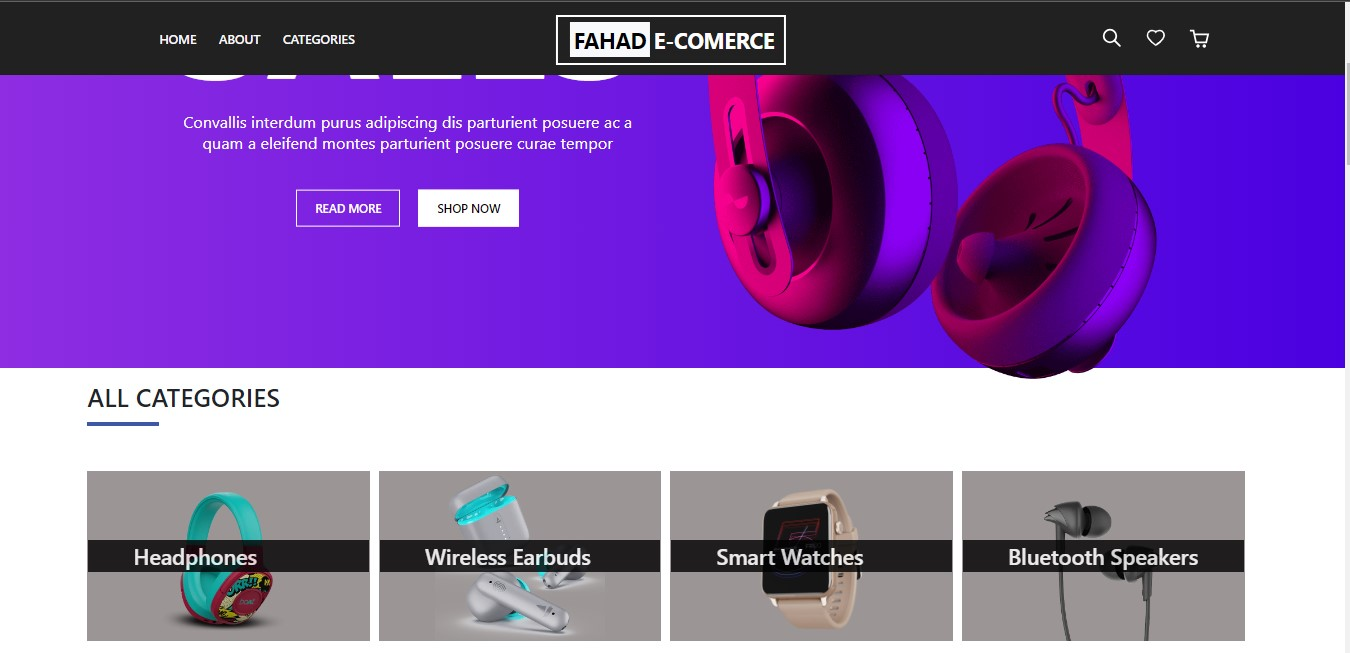 HOME ABOUT CATEGORIES
FAHAD E-COMERCE
Convallis interdum purus adipiscing dis parturient posuere ac a
quam a eleifend montes parturient posuere curae tempor
READ MORE SHOP NOW
ALL CATEGORIES
Headphones
Wireless Earbuds
Smart Watches
Bluetooth Speakers